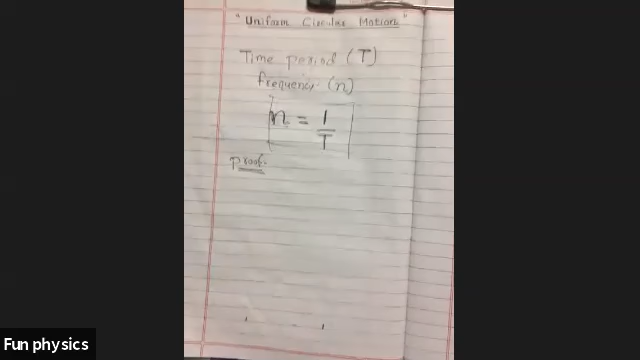 "Uniform Circular Motion"
Time period (T)
frequency (n)
n = 1/T
Proof:-
Fun physics